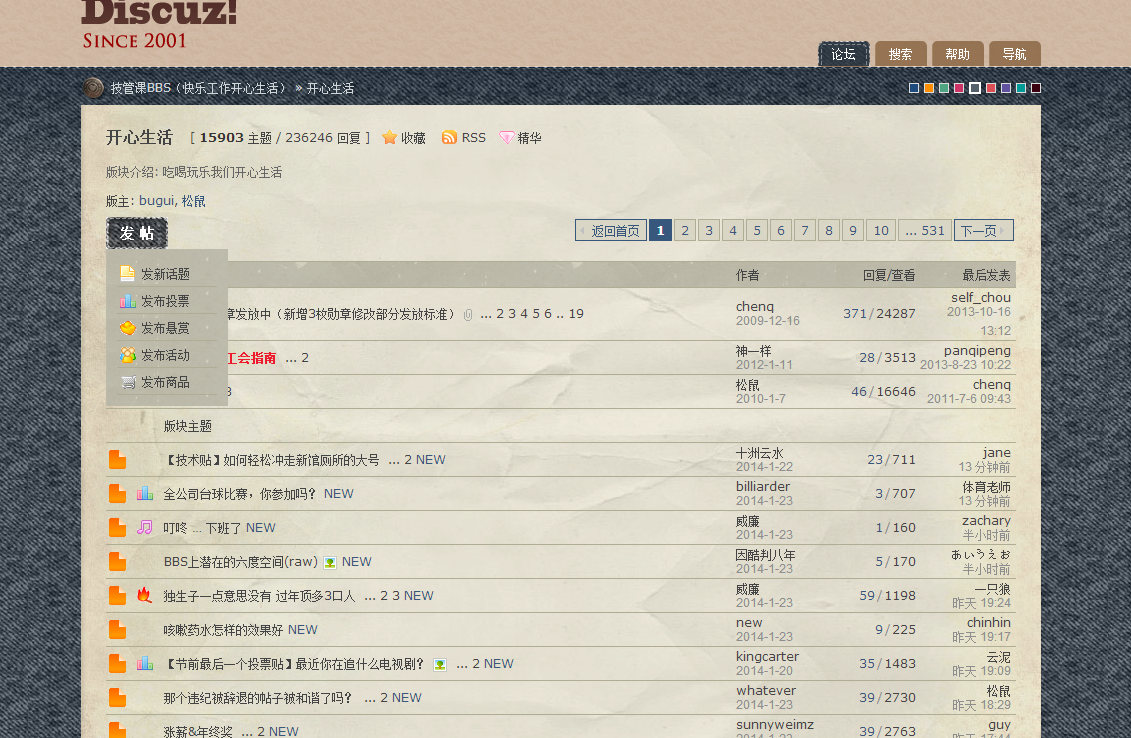 Discuz!
SINCE 2001
论坛 搜索 帮助 导航
技管课BBS（快乐工作开心生活） » 开心生活
开心生活 [ 15903 主题 / 236246 回复 ] 收藏 RSS 精华
版块介绍: 吃喝玩乐我们开心生活
版主: bugui, 松鼠
发帖 返回首页 1 2 3 4 5 6 7 8 9 10 ... 531 下一页
发新话题
发布投票
发布悬赏
发布活动
发布商品
作者 回复/查看 最后发表
章发放中（新增3枚勋章修改部分发放标准） ... 2 3 4 5 6 .. 19 chenq 371/24287 self_chou
2009-12-16 2013-10-16 13:12
工会指南 ... 2 神一样 28/3513 panqipeng
2012-1-11 2013-8-23 10:22
3 松鼠 46/16646 chenq
2010-1-7 2011-7-6 09:43
版块主题
【技术贴】如何轻松冲走新馆厕所的大号 ... 2 NEW 十洲云水 23/711 jane
2014-1-22 13 分钟前
全公司台球比赛，你参加吗？ NEW billiarder 3/707 体育老师
2014-1-23 13 分钟前
叮咚 ... 下班了 NEW 威廉 1/160 zachary
2014-1-23 半小时前
BBS上潜在的六度空间(raw) NEW 因酷判八年 5/170 あいうえお
2014-1-23 半小时前
独生子一点意思没有 过年顶多3口人 ... 2 3 NEW 威廉 59/1198 一只狼
2014-1-23 昨天 19:24
咳嗽药水怎样的效果好 NEW new 9/225 chinhin
2014-1-23 昨天 19:17
【节前最后一个投票贴】最近你在追什么电视剧？ ... 2 NEW kingcarter 35/1483 云泥
2014-1-20 昨天 19:09
那个违纪被辞退的帖子被和谐了吗？ ... 2 NEW whatever 39/2730 松鼠
2014-1-23 昨天 18:29
涨薪&年终奖 ... 2 NEW sunnyweimz 39/2763 guy